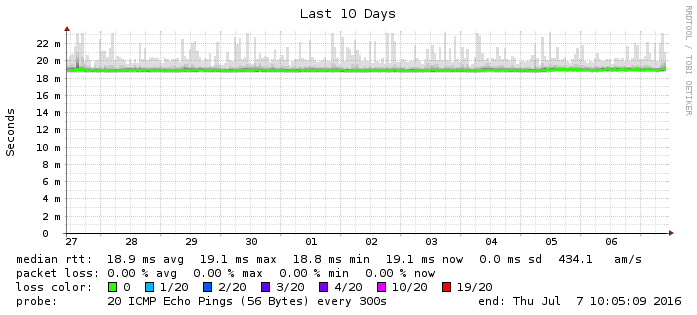 Last 10 Days
RRDTOOL / TOBI OETIKER
Seconds
22 m
20 m
18 m
16 m
14 m
12 m
10 m
8 m
6 m
4 m
2 m
0
27 28 29 30 01 02 03 04 05 06
median rtt: 18.9 ms avg 19.1 ms max 18.8 ms min 19.1 ms now 0.0 ms sd 434.1 am/s
packet loss: 0.00 % avg 0.00 % max 0.00 % min 0.00 % now
loss color: 0 1/20 2/20 3/20 4/20 10/20 19/20
probe: 20 ICMP Echo Pings (56 Bytes) every 300s end: Thu Jul 7 10:05:09 2016